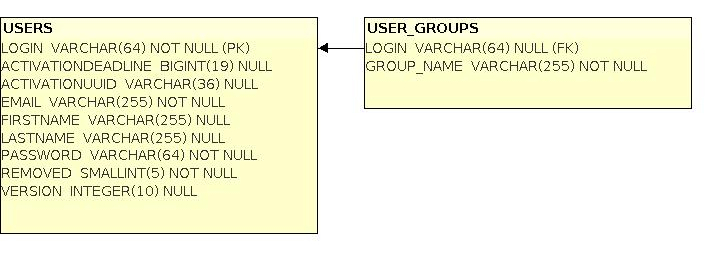 USERS
LOGIN VARCHAR(64) NOT NULL (PK)
ACTIVATIONDEADLINE BIGINT(19) NULL
ACTIVATIONUUID VARCHAR(36) NULL
EMAIL VARCHAR(255) NOT NULL
FIRSTNAME VARCHAR(255) NULL
LASTNAME VARCHAR(255) NULL
PASSWORD VARCHAR(64) NOT NULL
REMOVED SMALLINT(5) NOT NULL
VERSION INTEGER(10) NULL
USER_GROUPS
LOGIN VARCHAR(64) NULL (FK)
GROUP_NAME VARCHAR(255) NOT NULL